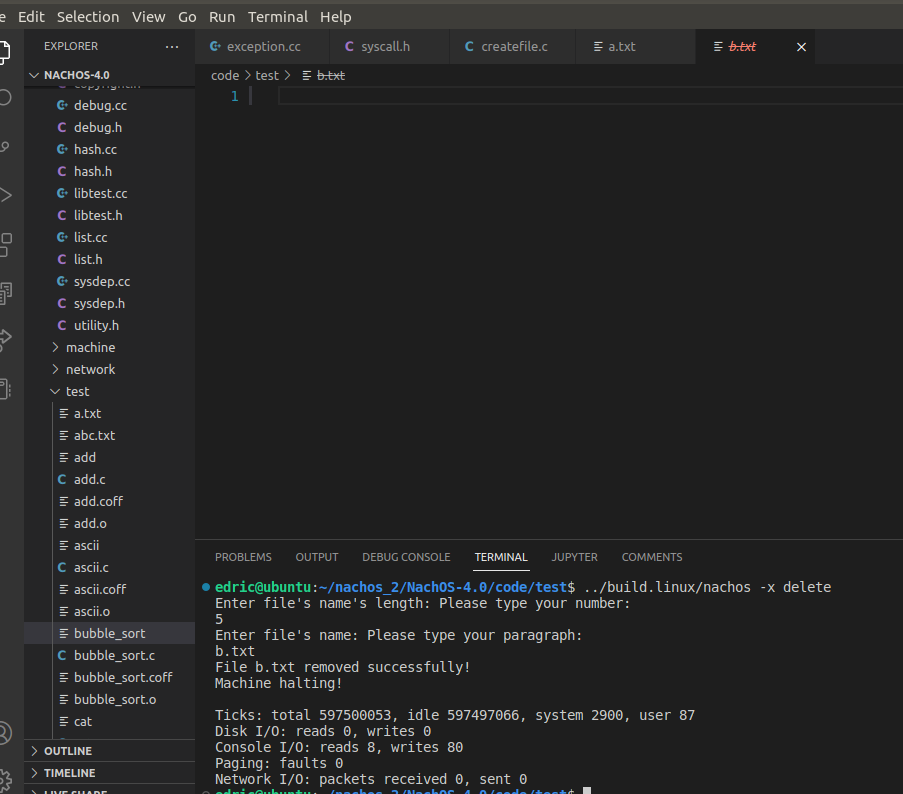 Edit Selection View Go Run Terminal Help
EXPLORER ...
exception.cc syscall.h createfile.c a.txt b.txt
NACHOS-4.0
code > test > b.txt
1
copyright.h
debug.cc
debug.h
hash.cc
hash.h
libtest.cc
libtest.h
list.cc
list.h
sysdep.cc
sysdep.h
utility.h
machine
network
test
a.txt
abc.txt
add
add.c
add.coff
add.o
ascii
ascii.c
ascii.coff
ascii.o
bubble_sort
bubble_sort.c
bubble_sort.coff
bubble_sort.o
cat
OUTLINE
TIMELINE
LIVE SHARE
PROBLEMS OUTPUT DEBUG CONSOLE TERMINAL JUPYTER COMMENTS
edric@ubuntu:~/nachos_2/NachOS-4.0/code/test$ ../build.linux/nachos -x delete
Enter file's name's length: Please type your number:
5
Enter file's name: Please type your paragraph:
b.txt
File b.txt removed successfully!
Machine halting!
Ticks: total 597500053, idle 597497066, system 2900, user 87
Disk I/O: reads 0, writes 0
Console I/O: reads 8, writes 80
Paging: faults 0
Network I/O: packets received 0, sent 0
edric@ubuntu:~/nachos_2/NachOS-4.0/code/test$